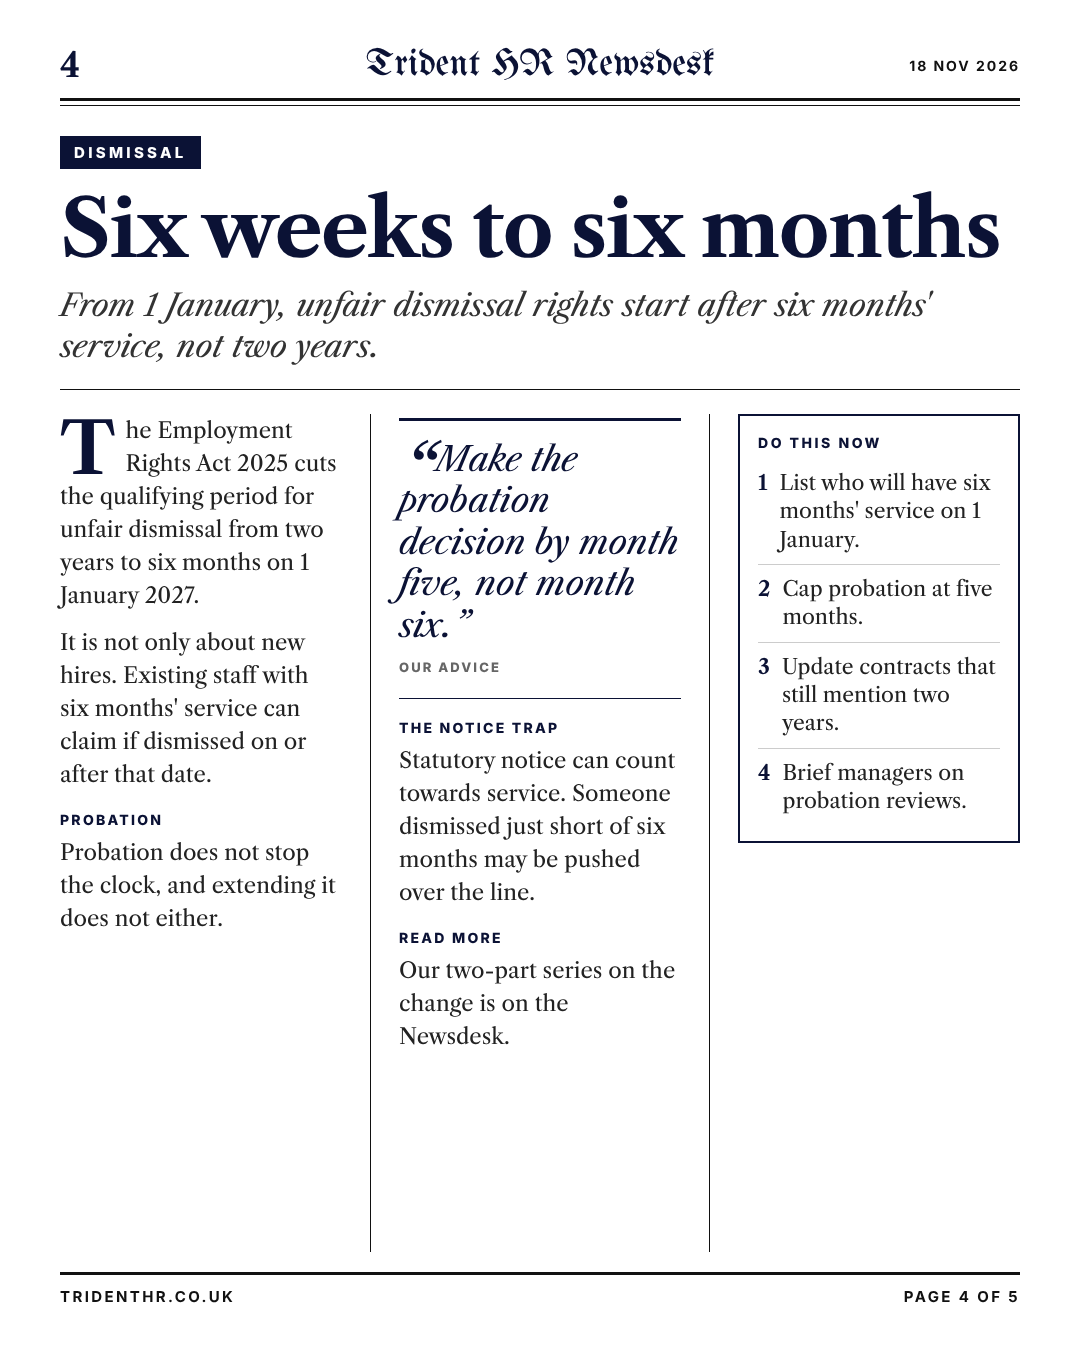 4
Trident HR Newsdesk
18 NOV 2026
DISMISSAL
Six weeks to six months
From 1 January, unfair dismissal rights start after six months'
service, not two years.
The Employment
Rights Act 2025 cuts
the qualifying period for
unfair dismissal from two
years to six months on 1
January 2027.
It is not only about new
hires. Existing staff with
six months' service can
claim if dismissed on or
after that date.
PROBATION
Probation does not stop
the clock, and extending it
does not either.
“Make the
probation
decision by month
five, not month
six.”
OUR ADVICE
THE NOTICE TRAP
Statutory notice can count
towards service. Someone
dismissed just short of six
months may be pushed
over the line.
READ MORE
Our two-part series on the
change is on the
Newsdesk.
DO THIS NOW
1 List who will have six
months' service on 1
January.
2 Cap probation at five
months.
3 Update contracts that
still mention two
years.
4 Brief managers on
probation reviews.
TRIDENTHR.CO.UK
PAGE 4 OF 5